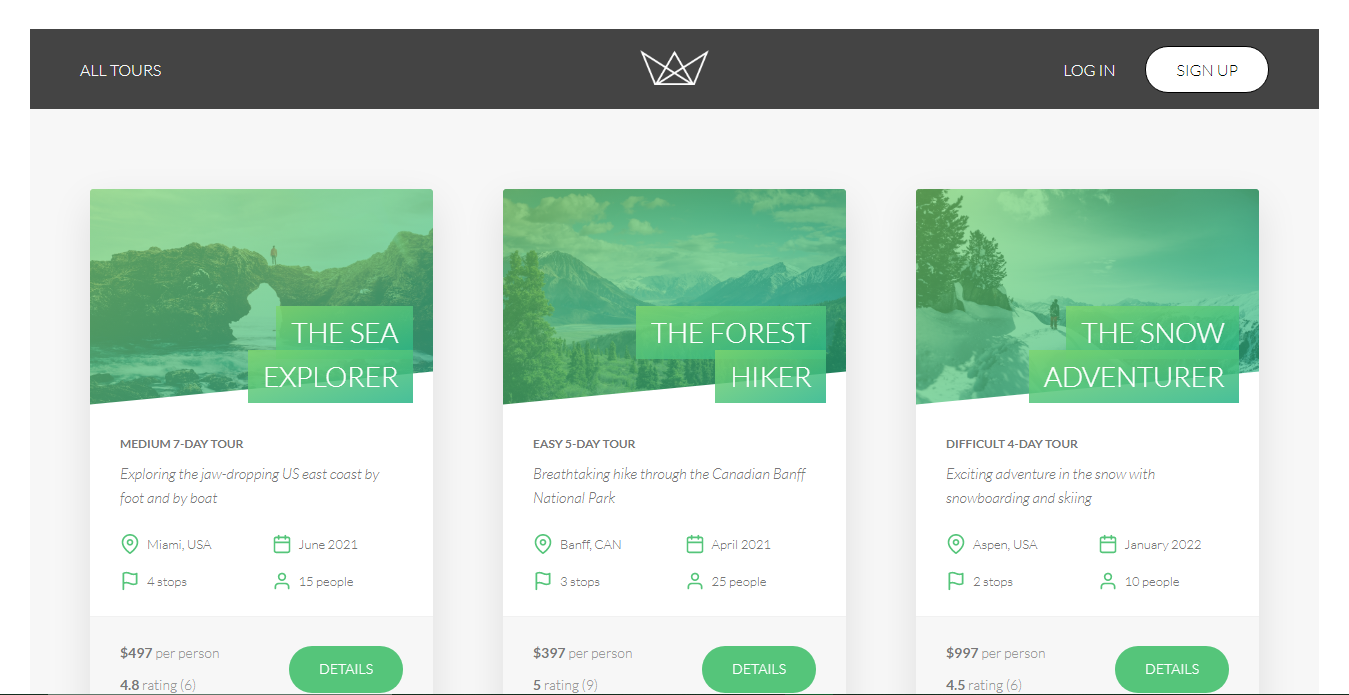 ALL TOURS
LOG IN
SIGN UP
THE SEA
EXPLORER
MEDIUM 7-DAY TOUR
Exploring the jaw-dropping US east coast by
foot and by boat
Miami, USA
June 2021
4 stops
15 people
$497 per person
4.8 rating (6)
DETAILS
THE FOREST
HIKER
EASY 5-DAY TOUR
Breathtaking hike through the Canadian Banff
National Park
Banff, CAN
April 2021
3 stops
25 people
$397 per person
5 rating (9)
DETAILS
THE SNOW
ADVENTURER
DIFFICULT 4-DAY TOUR
Exciting adventure in the snow with
snowboarding and skiing
Aspen, USA
January 2022
2 stops
10 people
$997 per person
4.5 rating (6)
DETAILS